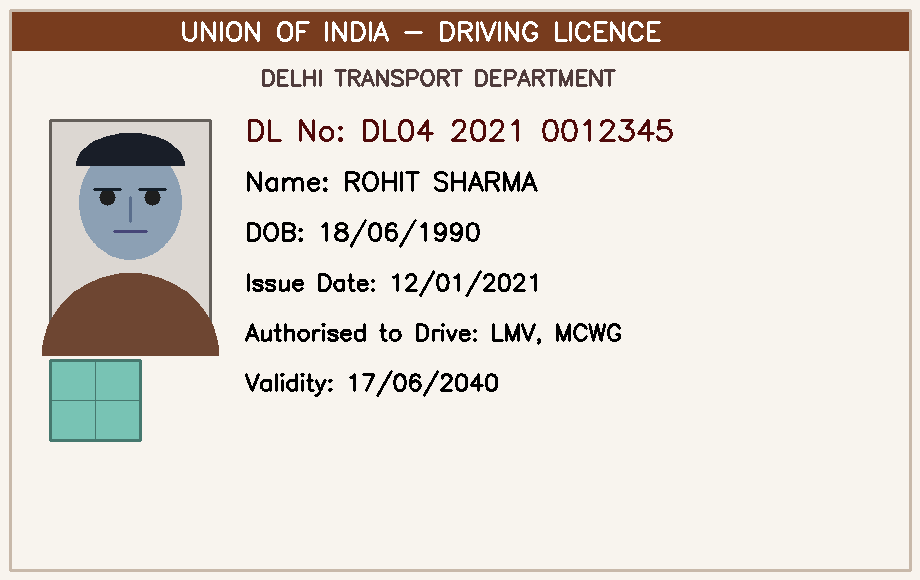 UNION OF INDIA – DRIVING LICENCE
DELHI TRANSPORT DEPARTMENT
DL No: DL04 2021 0012345
Name: ROHIT SHARMA
DOB: 18/06/1990
Issue Date: 12/01/2021
Authorised to Drive: LMV, MCWG
Validity: 17/06/2040